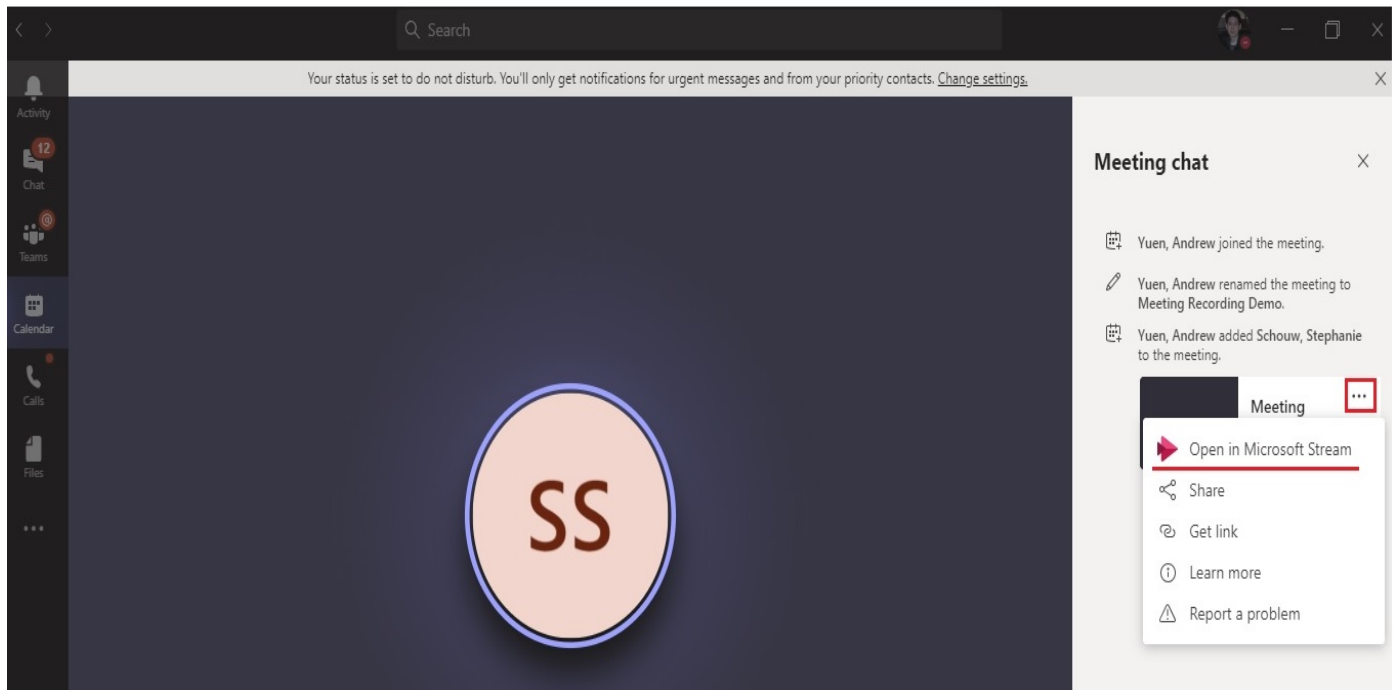 Search
Your status is set to do not disturb. You'll only get notifications for urgent messages and from your priority contacts. Change settings.
Activity
12
Chat
@
Teams
Calendar
Calls
Files
SS
Meeting chat
Yuen, Andrew joined the meeting.
Yuen, Andrew renamed the meeting to
Meeting Recording Demo.
Yuen, Andrew added Schouw, Stephanie
to the meeting.
Meeting
Open in Microsoft Stream
Share
Get link
Learn more
Report a problem